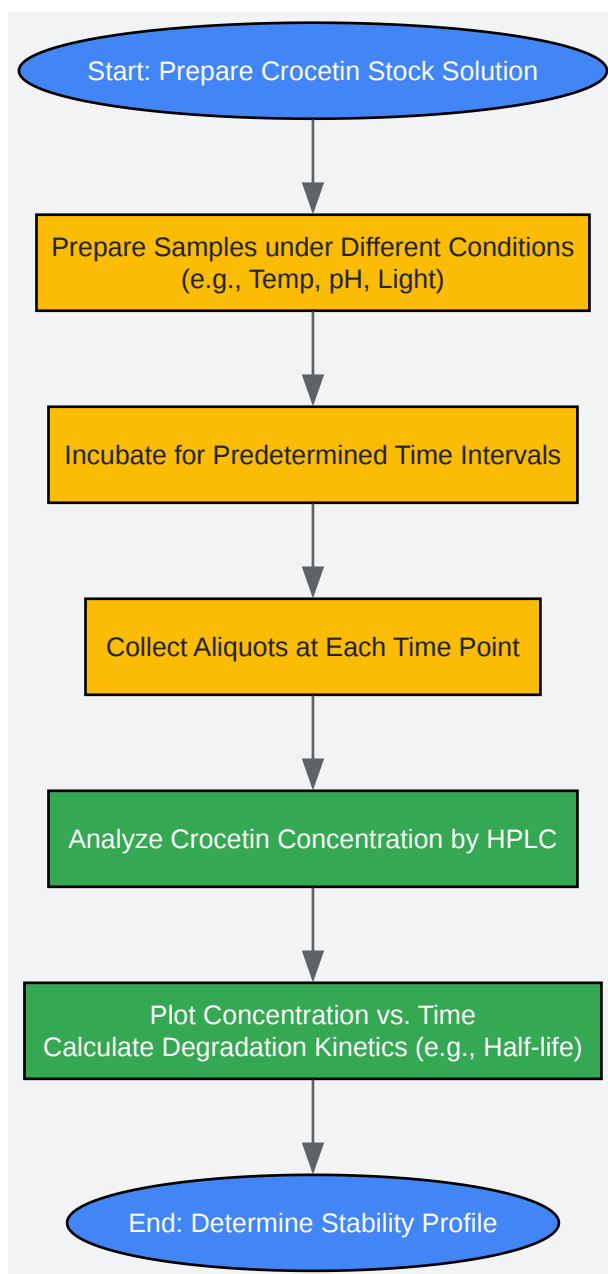 Start: Prepare Crocetin Stock Solution
Prepare Samples under Different Conditions
(e.g., Temp, pH, Light)
Incubate for Predetermined Time Intervals
Collect Aliquots at Each Time Point
Analyze Crocetin Concentration by HPLC
Plot Concentration vs. Time
Calculate Degradation Kinetics (e.g., Half-life)
End: Determine Stability Profile